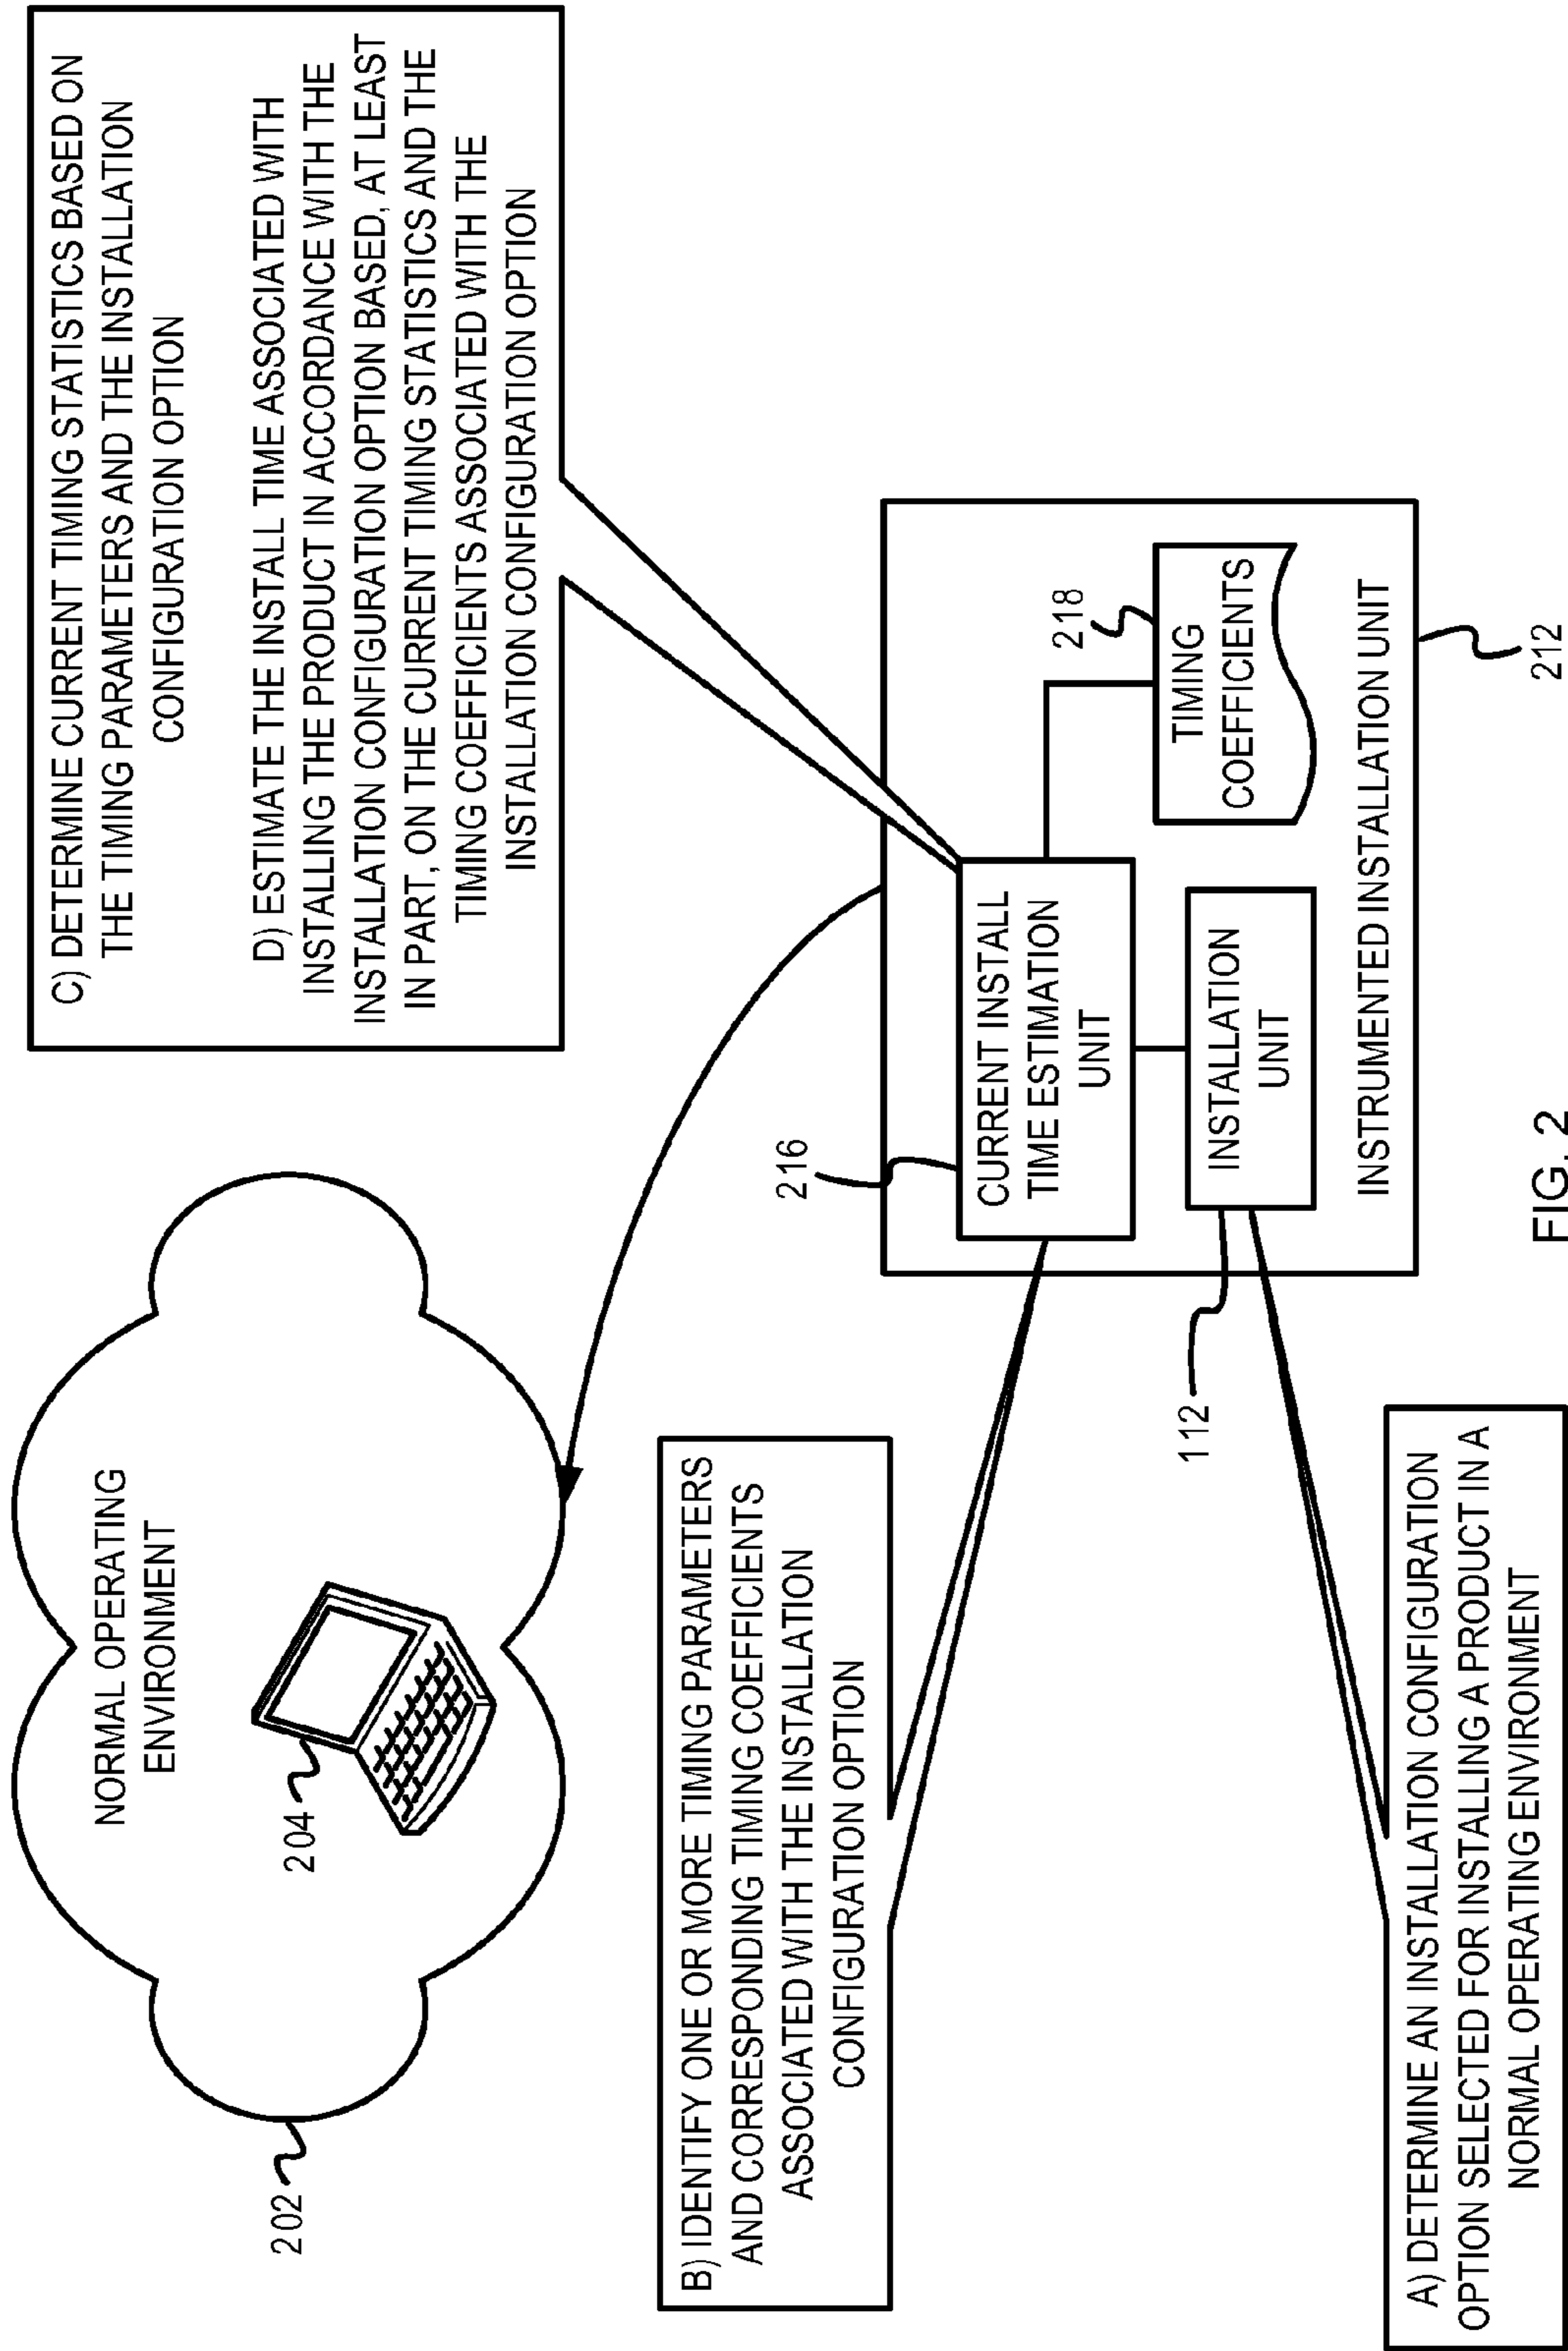 NORMAL OPERATING
ENVIRONMENT
204
202
C) DETERMINE CURRENT TIMING STATISTICS BASED ON
THE TIMING PARAMETERS AND THE INSTALLATION
CONFIGURATION OPTION
D) ESTIMATE THE INSTALL TIME ASSOCIATED WITH
INSTALLING THE PRODUCT IN ACCORDANCE WITH THE
INSTALLATION CONFIGURATION OPTION BASED, AT LEAST
IN PART, ON THE CURRENT TIMING STATISTICS AND THE
TIMING COEFFICIENTS ASSOCIATED WITH THE
INSTALLATION CONFIGURATION OPTION
B) IDENTIFY ONE OR MORE TIMING PARAMETERS
AND CORRESPONDING TIMING COEFFICIENTS
ASSOCIATED WITH THE INSTALLATION
CONFIGURATION OPTION
216
CURRENT INSTALL
TIME ESTIMATION
UNIT
218
TIMING
COEFFICIENTS
INSTALLATION
UNIT
112
INSTRUMENTED INSTALLATION UNIT
212
A) DETERMINE AN INSTALLATION CONFIGURATION
OPTION SELECTED FOR INSTALLING A PRODUCT IN A
NORMAL OPERATING ENVIRONMENT
FIG. 2